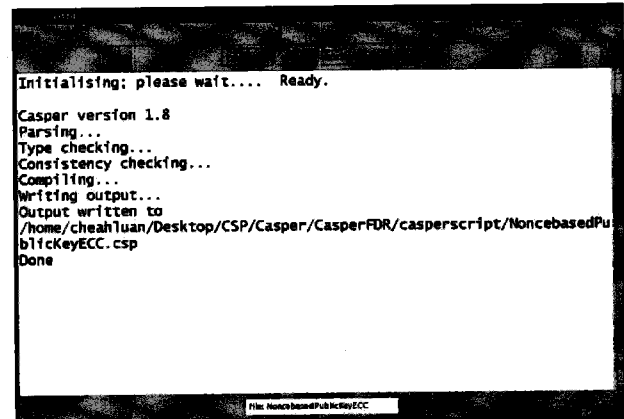 Initialising; please wait.... Ready.
Casper version 1.8
Parsing...
Type checking...
Consistency checking...
Compiling...
Writing output...
Output written to
/home/cheahluan/Desktop/CSP/Casper/CasperFDR/casperscript/NoncebasedPu
blicKeyECC.csp
Done
File: NoncebasedPublicKeyECC